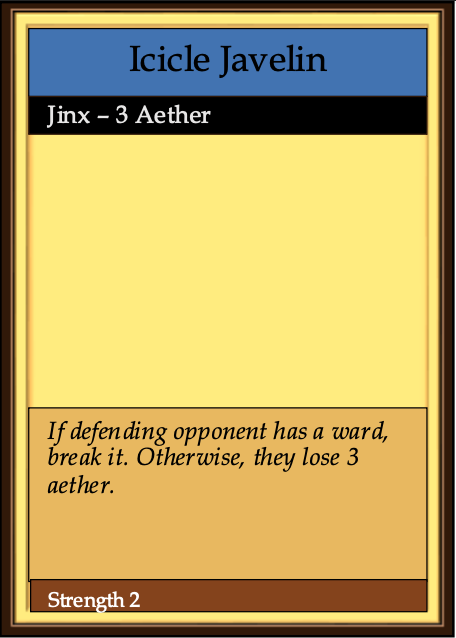 Icicle Javelin
Jinx – 3 Aether
If defending opponent has a ward,
break it. Otherwise, they lose 3
aether.
Strength 2